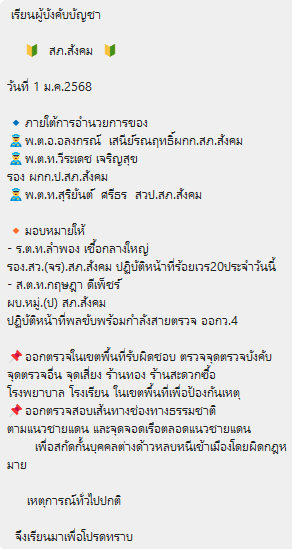 เรียนผู้บังคับบัญชา
🔰 สภ.สังคม 🔰
วันที่ 1 ม.ค.2568
🔹ภายใต้การอำนวยการของ
👮พ.ต.อ.อลงกรณ์ เสนีย์รณฤทธิ์ผกก.สภ.สังคม
👮พ.ต.ท.วีระเดช เจริญสุข
รอง ผกก.ป.สภ.สังคม
👮พ.ต.ท.สุริยันต์ ศรีธร สวป.สภ.สังคม
🔸มอบหมายให้
- ร.ต.ท.ลำพอง เชื้อกลางใหญ่
รอง.สว.(จร).สภ.สังคม ปฏิบัติหน้าที่ร้อยเวร20ประจำวันนี้
- ส.ต.ท.กฤษฎา ดีเพ็ชร์
ผบ.หมู่.(ป) สภ.สังคม
ปฏิบัติหน้าที่พลขับพร้อมกำลังสายตรวจ ออกว.4
📌ออกตรวจในเขตพื้นที่รับผิดชอบ ตรวจจุดตรวจบังคับ
จุดตรวจอื่น จุดเสี่ยง ร้านทอง ร้านสะดวกซื้อ
โรงพยาบาล โรงเรียน ในเขตพื้นที่เพื่อป้องกันเหตุ
📌ออกตรวจสอบเส้นทางช่องทางธรรมชาติ
ตามแนวชายแดน และจุดจอดเรือตลอดแนวชายแดน
เพื่อสกัดกั้นบุคคลต่างด้าวหลบหนีเข้าเมืองโดยผิดกฎห
มาย
เหตุการณ์ทั่วไปปกติ
จึงเรียนมาเพื่อโปรดทราบ